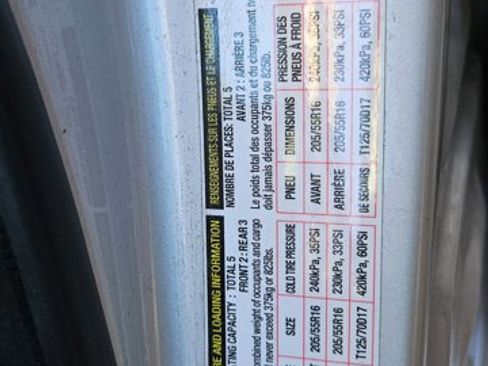 RE AND LOADING INFORMATION
TING CAPACITY : TOTAL 5
FRONT 2: REAR 3
ombined weight of occupants and cargo
never exceed 375kg or 825lbs.
SIZE COLD TIRE PRESSURE
205/55R16 240kPa, 35PSI
205/55R16 230kPa, 33PSI
T125/70D17 420kPa, 60PSI
RENSEIGNEMENTS SUR LES PNEUS ET LE CHARGEMENT
NOMBRE DE PLACES: TOTAL 5
AVANT 2 : ARRIÈRE 3
Le poids total des occupants et du chargement
doit jamais dépasser 375kg ou 825lb.
PNEU DIMENSIONS PRESSION DES
PNEUS À FROID
AVANT 205/55R16 240kPa, 35PSI
ARRIÈRE 205/55R16 230kPa, 33PSI
DE SECOURS T125/70D17 420kPa, 60PSI